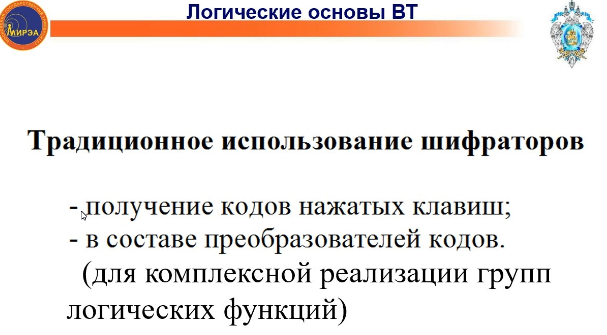 Логические основы ВТ
МИРЭА
Традиционное использование шифраторов
- получение кодов нажатых клавиш;
- в составе преобразователей кодов.
(для комплексной реализации групп
логических функций)